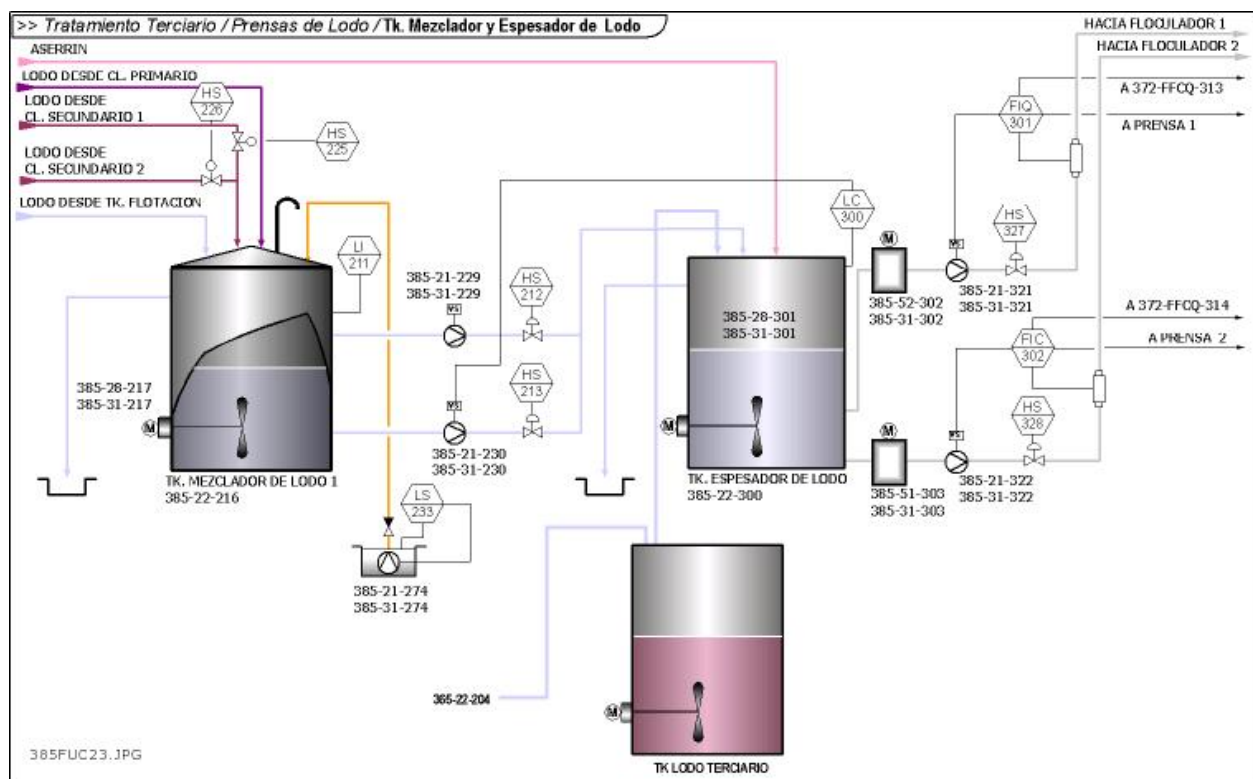 >> Tratamiento Terciario / Prensas de Lodo / Tk. Mezclador y Espesador de Lodo
HACIA FLOCULADOR 1
HACIA FLOCULADOR 2
ASERRIN
LODO DESDE CL. PRIMARIO
LODO DESDE
CL. SECUNDARIO 1
LODO DESDE
CL. SECUNDARIO 2
LODO DESDE TK. FLOTACION
HS
226
HS
225
LI
211
385-21-229
385-31-229
HS
212
HS
213
385-21-230
385-31-230
385-28-217
385-31-217
M
TK. MEZCLADOR DE LODO 1
385-22-216
LS
233
385-21-274
385-31-274
LC
300
385-28-301
385-31-301
M
TK. ESPESADOR DE LODO
385-22-300
M
385-52-302
385-31-302
VS
385-21-321
385-31-321
HS
327
FIQ
301
A 372-FFCQ-313
A PRENSA 1
A 372-FFCQ-314
A PRENSA 2
FIC
302
HS
328
M
385-51-303
385-31-303
VS
385-21-322
385-31-322
365-22-204
M
TK LODO TERCIARIO
385FUC23.JPG